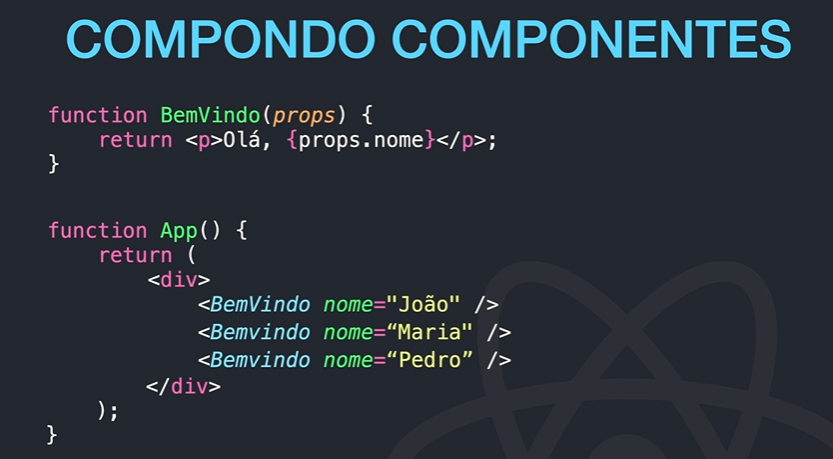 COMPONDO COMPONENTES
function BemVindo(props) {
return <p>Olá, {props.nome}</p>;
}
function App() {
return (
<div>
<BemVindo nome="João" />
<Bemvindo nome=“Maria" />
<Bemvindo nome=“Pedro” />
</div>
);
}